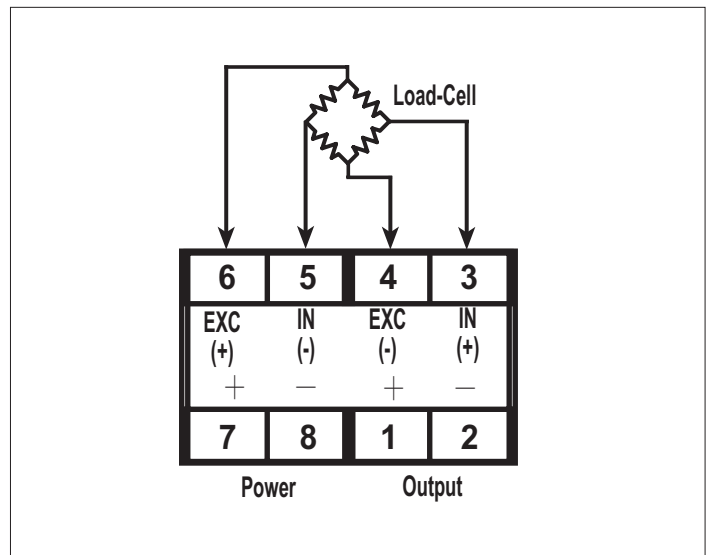 Load-Cell
6 5 4 3
EXC IN EXC IN
(+) (-) (-) (+)
+ − + −
7 8 1 2
Power Output